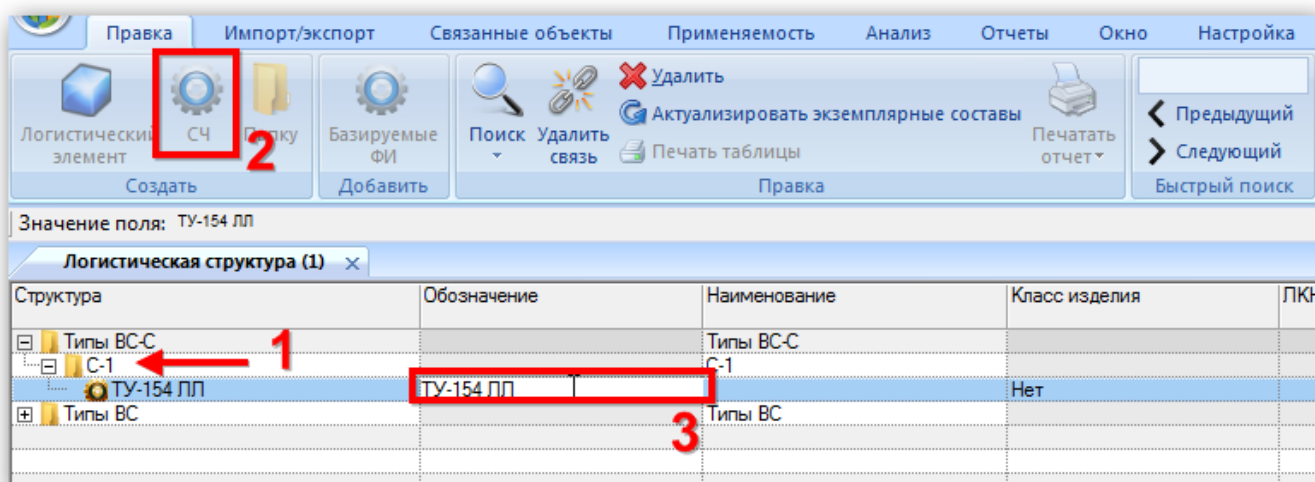 Правка Импорт/экспорт Связанные объекты Применяемость Анализ Отчеты Окно Настройка
Логистический элемент
СЧ
2
Базируемые ФИ
Поиск
Удалить связь
Удалить
Актуализировать экземплярные составы
Печать таблицы
Печатать отчет
Предыдущий
Следующий
Создать Добавить Правка Быстрый поиск
Значение поля: ТУ-154 ЛЛ
Логистическая структура (1)
Структура Обозначение Наименование Класс изделия
Типы ВС-С Типы ВС-С
С-1 1 С-1
ТУ-154 ЛЛ ТУ-154 ЛЛ Нет
Типы ВС 3 Типы ВС